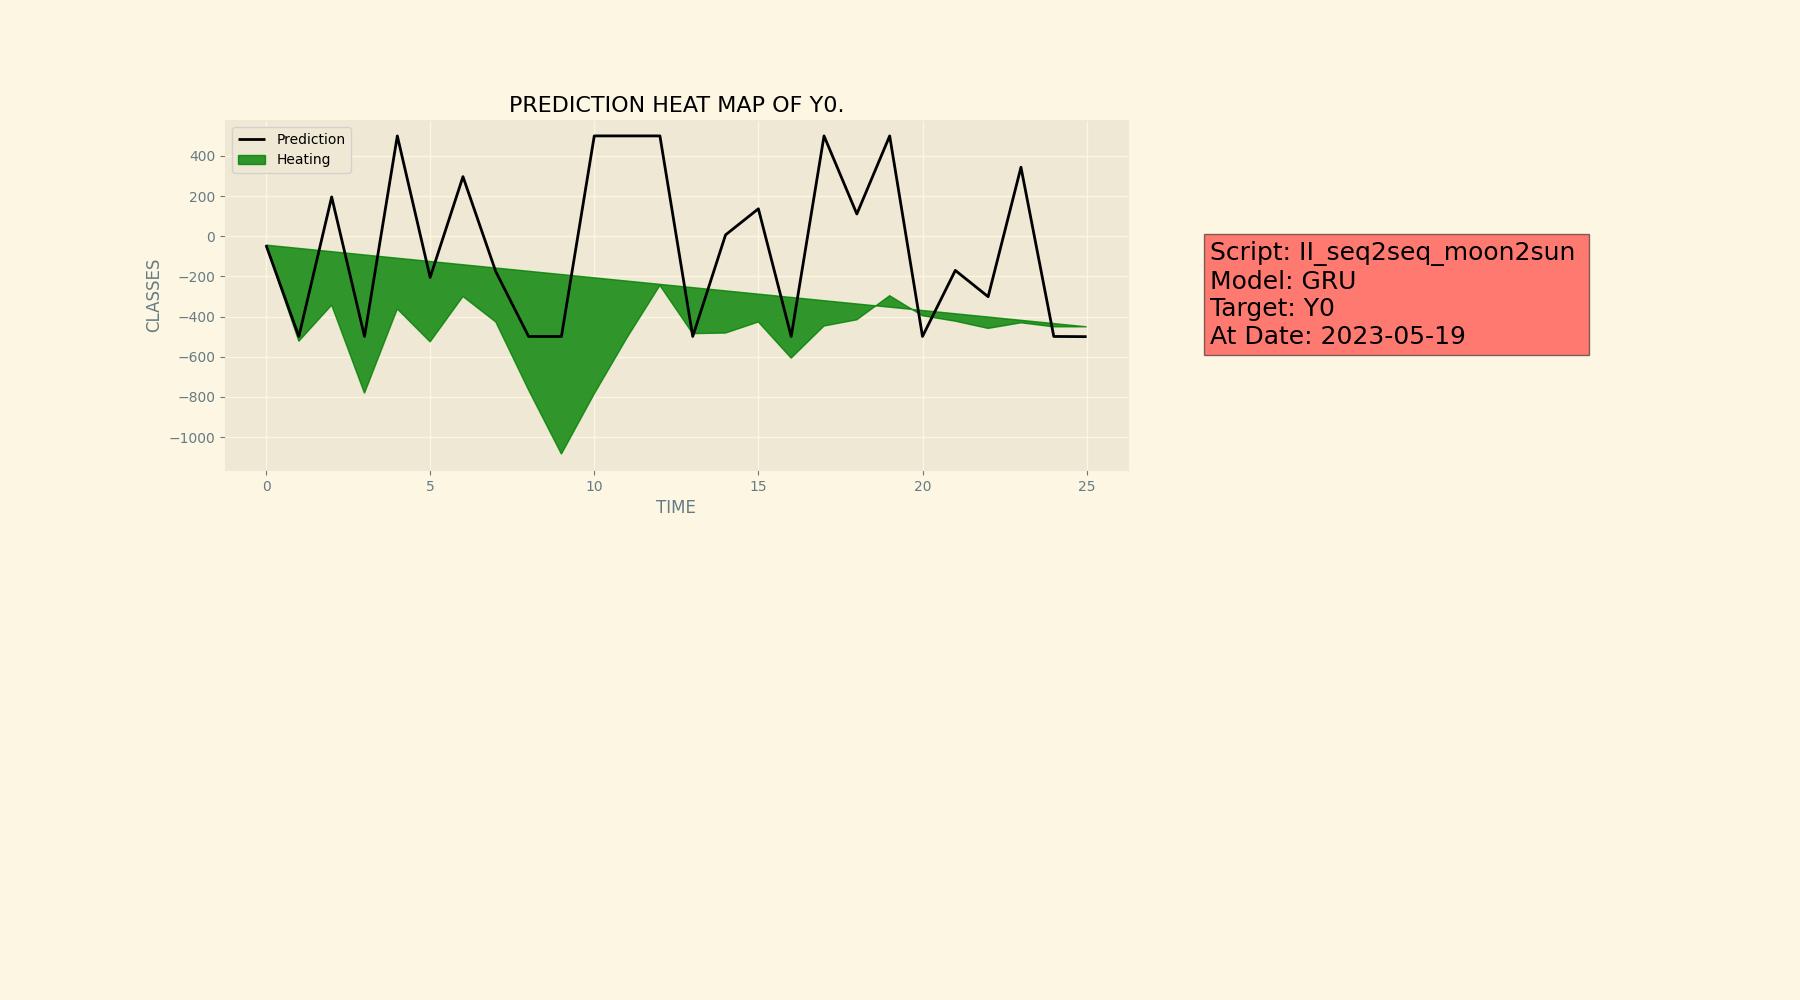 PREDICTION HEAT MAP OF Y0.
Prediction
Heating
400
200
0
−200
−400
−600
−800
−1000
CLASSES
0 5 10 15 20 25
TIME
Script: II_seq2seq_moon2sun
Model: GRU
Target: Y0
At Date: 2023-05-19